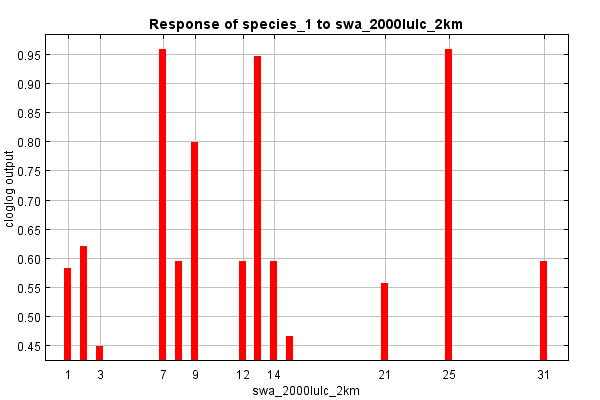 Response of species_1 to swa_2000lulc_2km
cloglog output
0.95
0.90
0.85
0.80
0.75
0.70
0.65
0.60
0.55
0.50
0.45
1 3 7 9 12 14 21 25 31
swa_2000lulc_2km